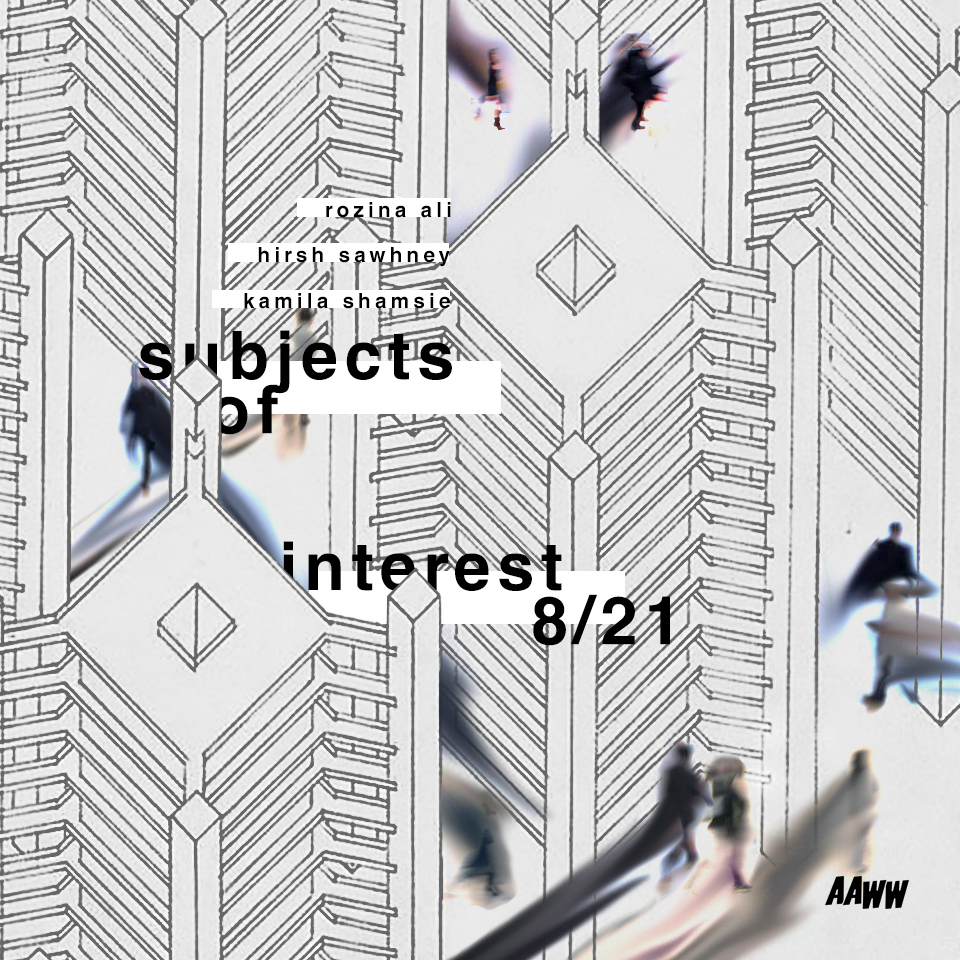 rozina ali
hirsh sawhney
kamila shamsie
subjects
of
interest
8/21
AAWW